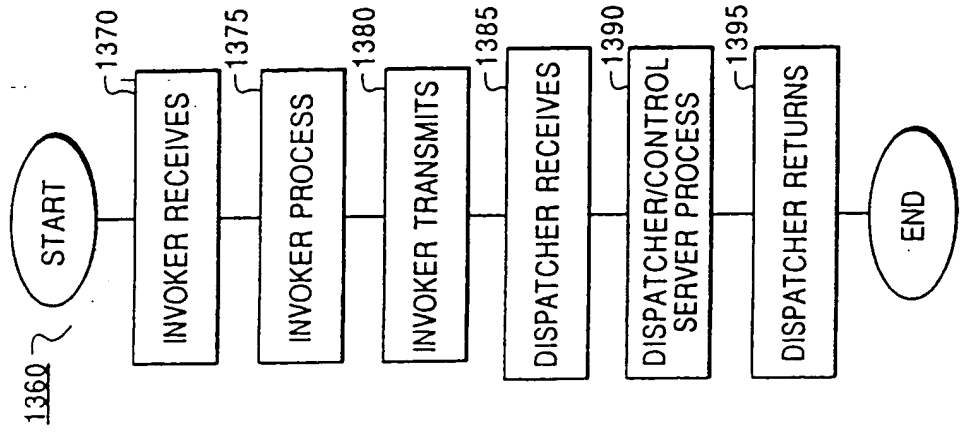 1360
START
1370
INVOKER RECEIVES
1375
INVOKER PROCESS
1380
INVOKER TRANSMITS
1385
DISPATCHER RECEIVES
1390
DISPATCHER/CONTROL
SERVER PROCESS
1395
DISPATCHER RETURNS
END